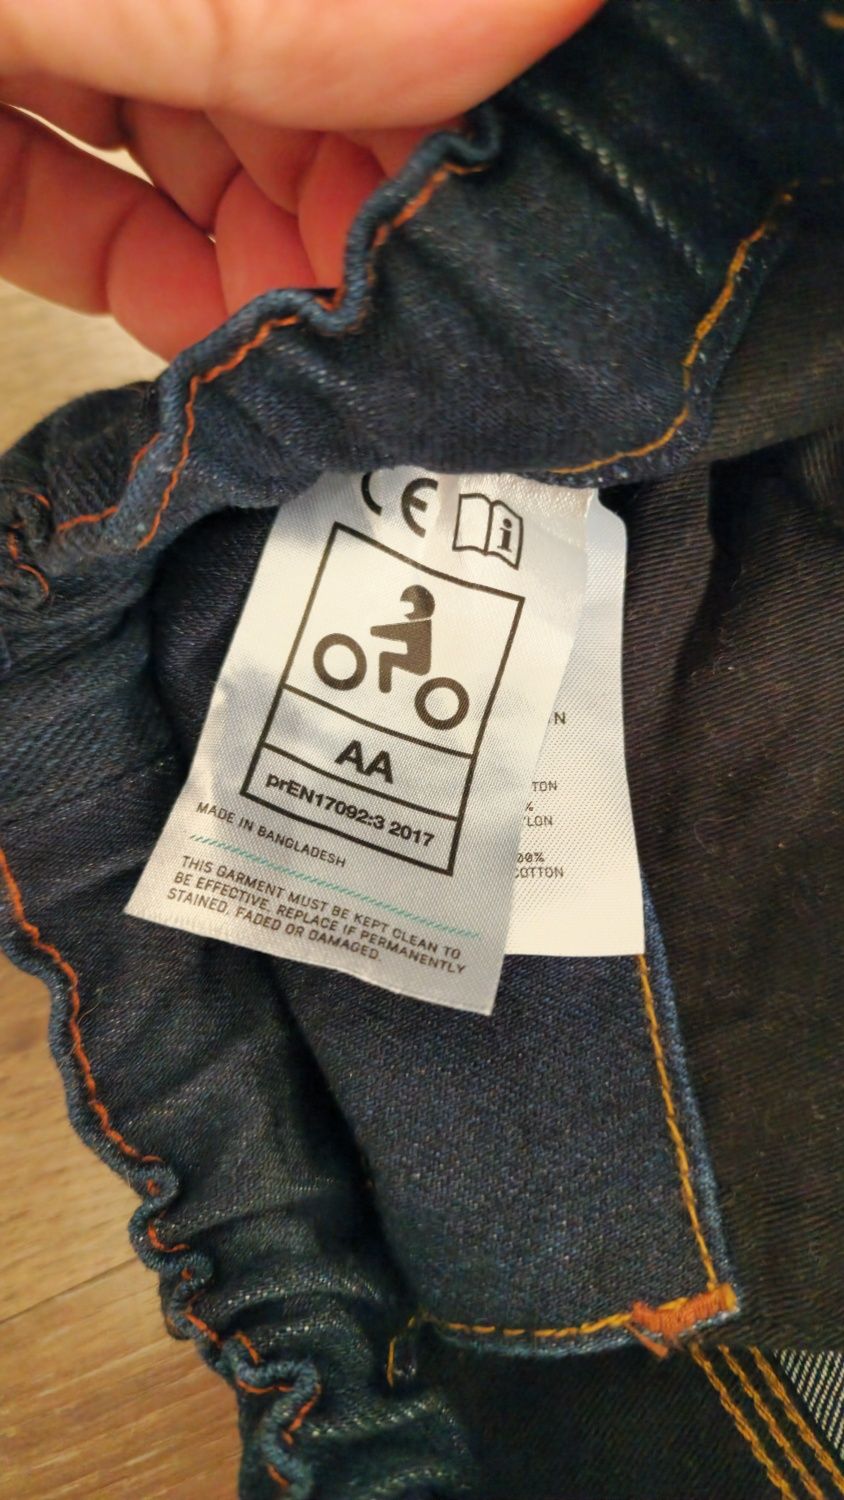 CE
i
AA
prEN17092:3 2017
MADE IN BANGLADESH
THIS GARMENT MUST BE KEPT CLEAN TO
BE EFFECTIVE. REPLACE IF PERMANENTLY
STAINED, FADED OR DAMAGED.